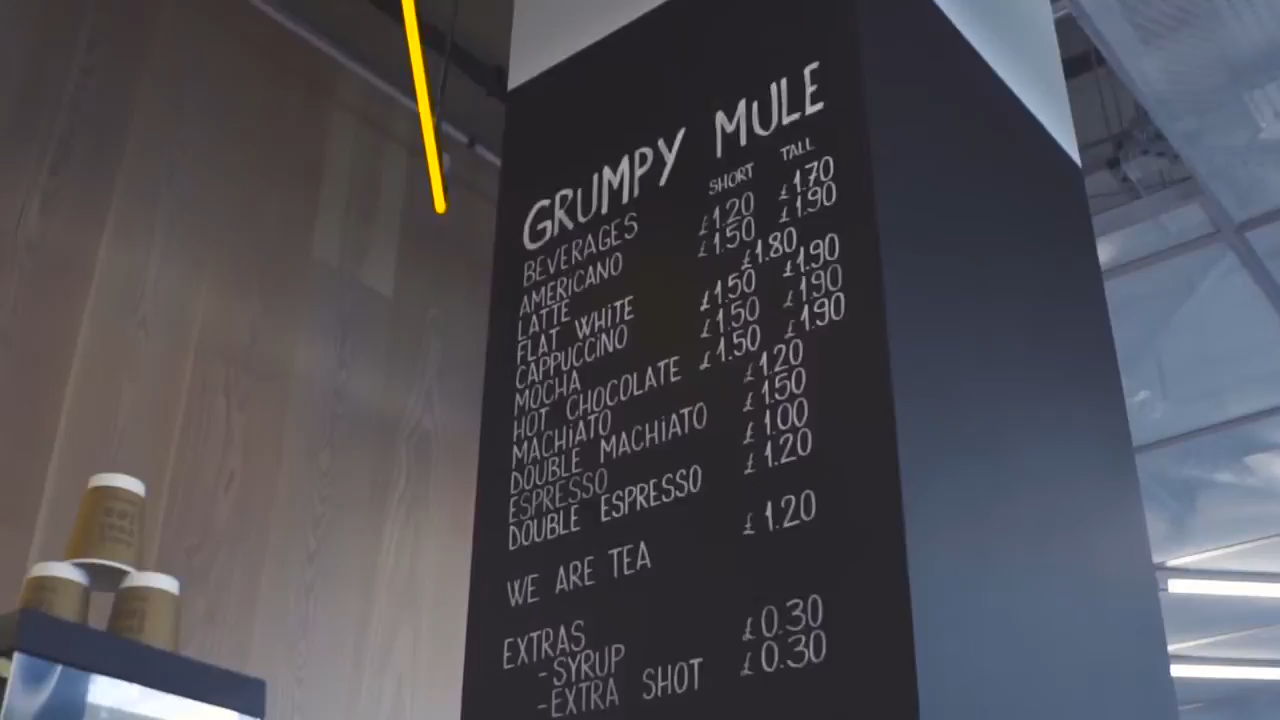 GRUMPY MULE
BEVERAGES SHORT TALL
AMERICANO £1.20 £1.70
LATTE £1.50 £1.90
FLAT WHiTE £1.80
CAPPUCCiNO £1.50 £1.90
MOCHA £1.50 £1.90
HOT CHOCOLATE £1.50 £1.90
MACHiATO £1.20
DOUBLE MACHiATO £1.50
ESPRESSO £1.00
DOUBLE ESPRESSO £1.20
WE ARE TEA £1.20
EXTRAS
-SYRUP £0.30
-EXTRA SHOT £0.30